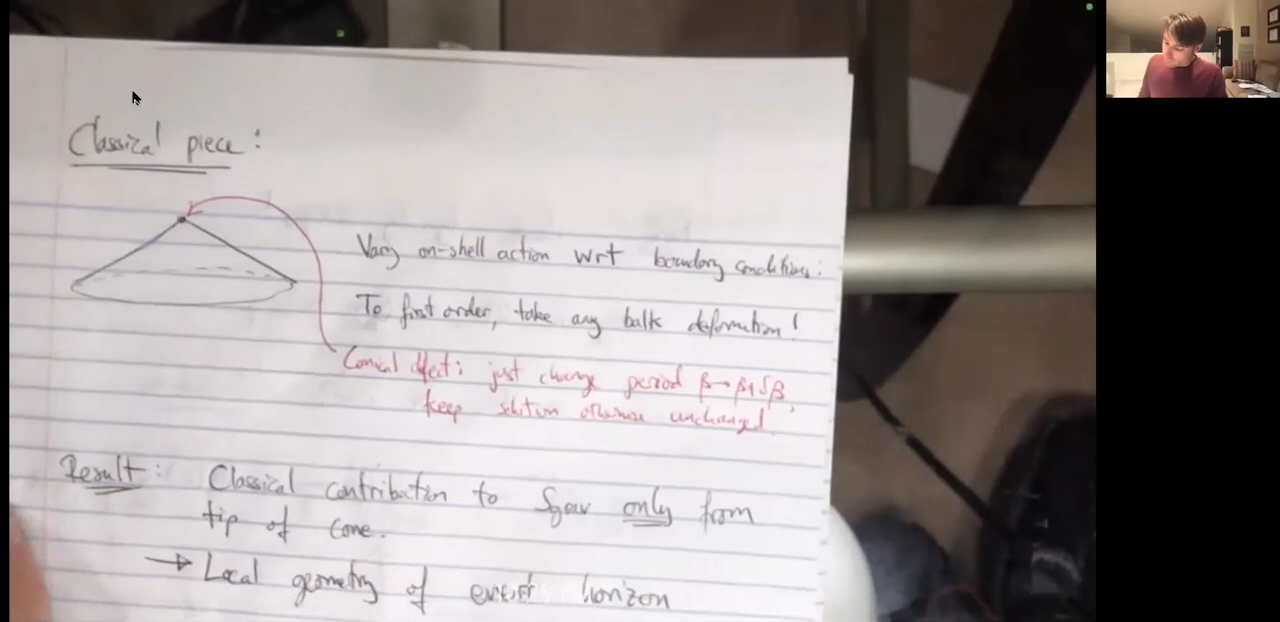 Classical piece:
Vary on-shell action wrt boundary conditions:
To first order, take any bulk deformation!
Conical defect: just change period β→β+δβ,
keep solution otherwise unchanged
Result: Classical contribution to Sgrav only from
tip of cone.
→ Local geometry of event horizon